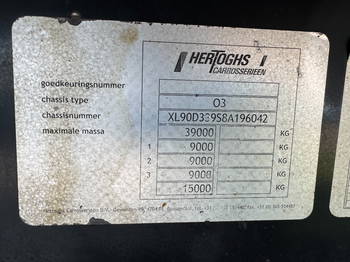 HERTOGHS
CARROSSERIEEN
goedkeuringsnummer
chassis type O3
chassisnummer XL90D339S8A196042
maximale massa 39000 KG
1 9000 KG
2 9000 KG
3 9000 KG
15000 KG